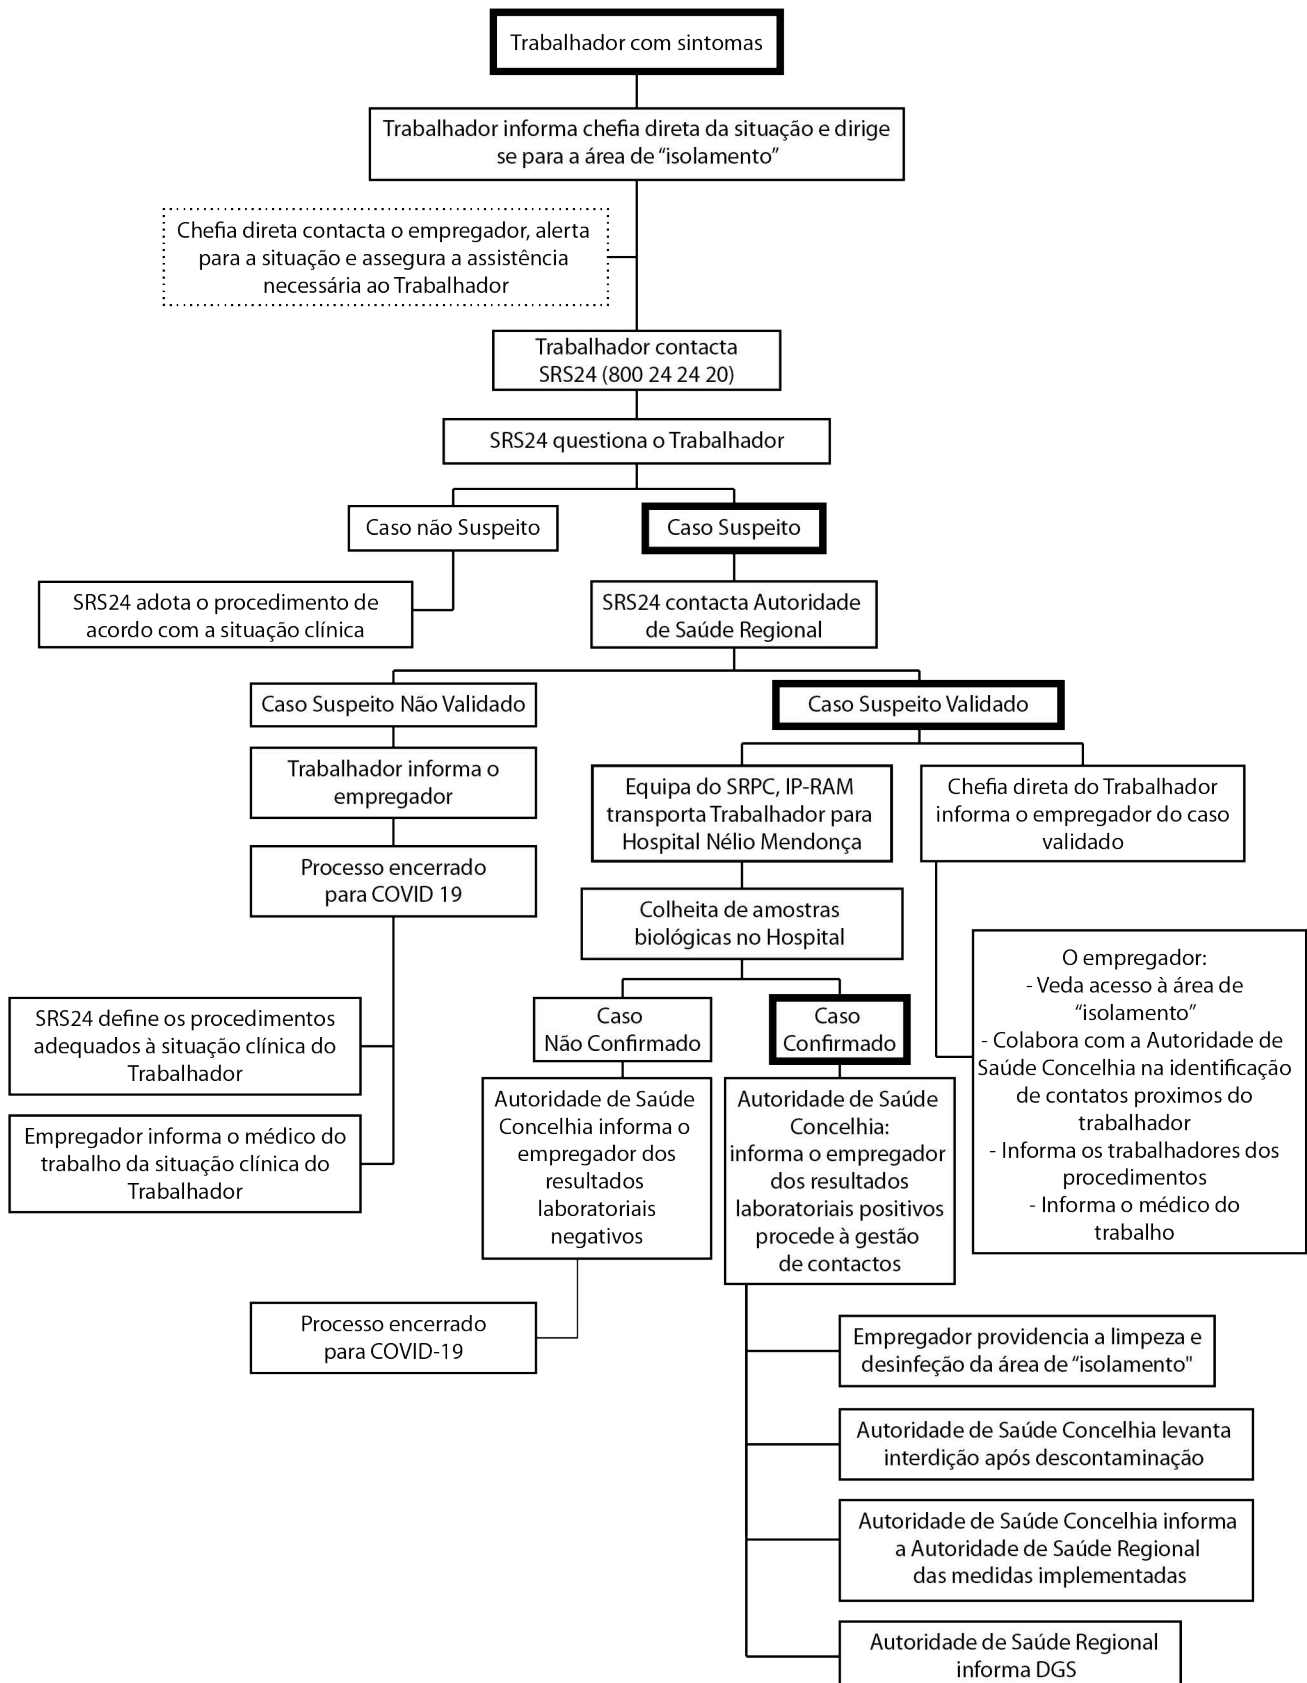 Trabalhador com sintomas
Trabalhador informa chefia direta da situação e dirige
se para a área de “isolamento”
Chefia direta contacta o empregador, alerta
para a situação e assegura a assistência
necessária ao Trabalhador
Trabalhador contacta
SRS24 (800 24 24 20)
SRS24 questiona o Trabalhador
Caso não Suspeito
Caso Suspeito
SRS24 adota o procedimento de
acordo com a situação clínica
SRS24 contacta Autoridade
de Saúde Regional
Caso Suspeito Não Validado
Caso Suspeito Validado
Trabalhador informa o
empregador
Equipa do SRPC, IP-RAM
transporta Trabalhador para
Hospital Nélio Mendonça
Chefia direta do Trabalhador
informa o empregador do caso
validado
Processo encerrado
para COVID 19
Colheita de amostras
biológicas no Hospital
O empregador:
- Veda acesso à área de
“isolamento”
- Colabora com a Autoridade de
Saúde Concelhia na identificação
de contatos proximos do
trabalhador
- Informa os trabalhadores dos
procedimentos
- Informa o médico do
trabalho
SRS24 define os procedimentos
adequados à situação clínica do
Trabalhador
Empregador informa o médico do
trabalho da situação clínica do
Trabalhador
Caso
Não Confirmado
Caso
Confirmado
Autoridade de Saúde
Concelhia informa o
empregador dos
resultados
laboratoriais
negativos
Autoridade de Saúde
Concelhia:
informa o empregador
dos resultados
laboratoriais positivos
procede à gestão
de contactos
Processo encerrado
para COVID-19
Empregador providencia a limpeza e
desinfeção da área de “isolamento"
Autoridade de Saúde Concelhia levanta
interdição após descontaminação
Autoridade de Saúde Concelhia informa
a Autoridade de Saúde Regional
das medidas implementadas
Autoridade de Saúde Regional
informa DGS